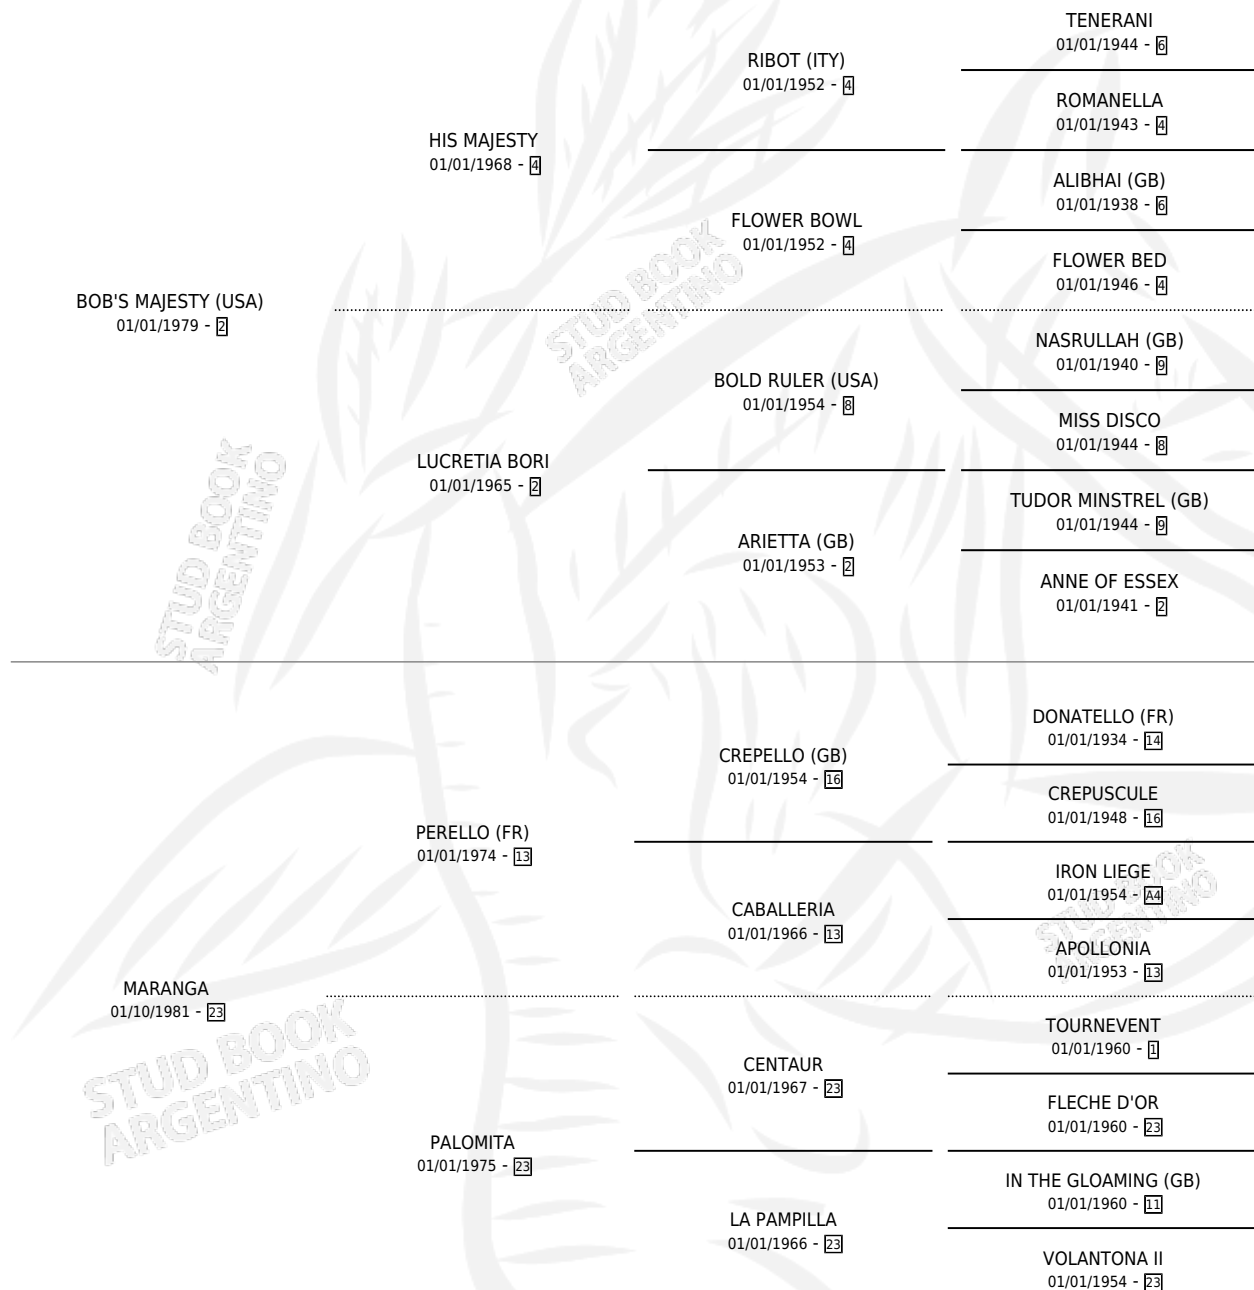 TENERANI
01/01/1944 - 6
RIBOT (ITY)
01/01/1952 - 4
ROMANELLA
01/01/1943 - 4
HIS MAJESTY
01/01/1968 - 4
ALIBHAI (GB)
01/01/1938 - 6
FLOWER BOWL
01/01/1952 - 4
FLOWER BED
01/01/1946 - 4
BOB'S MAJESTY (USA)
01/01/1979 - 2
NASRULLAH (GB)
01/01/1940 - 9
BOLD RULER (USA)
01/01/1954 - 8
MISS DISCO
01/01/1944 - 8
LUCRETIA BORI
01/01/1965 - 2
TUDOR MINSTREL (GB)
01/01/1944 - 9
ARIETTA (GB)
01/01/1953 - 2
ANNE OF ESSEX
01/01/1941 - 2
DONATELLO (FR)
01/01/1934 - 14
CREPELLO (GB)
01/01/1954 - 16
CREPUSCULE
01/01/1948 - 16
PERELLO (FR)
01/01/1974 - 13
IRON LIEGE
01/01/1954 - A4
CABALLERIA
01/01/1966 - 13
APOLLONIA
01/01/1953 - 13
MARANGA
01/10/1981 - 23
TOURNEVENT
01/01/1960 - 1
CENTAUR
01/01/1967 - 23
FLECHE D'OR
01/01/1960 - 23
PALOMITA
01/01/1975 - 23
IN THE GLOAMING (GB)
01/01/1960 - 11
LA PAMPILLA
01/01/1966 - 23
VOLANTONA II
01/01/1954 - 23
STUD BOOK
ARGENTINO
STUD BOOK
ARGENTINO
STUD BOOK
ARGENTINO
STUD BOOK
ARGENTINO